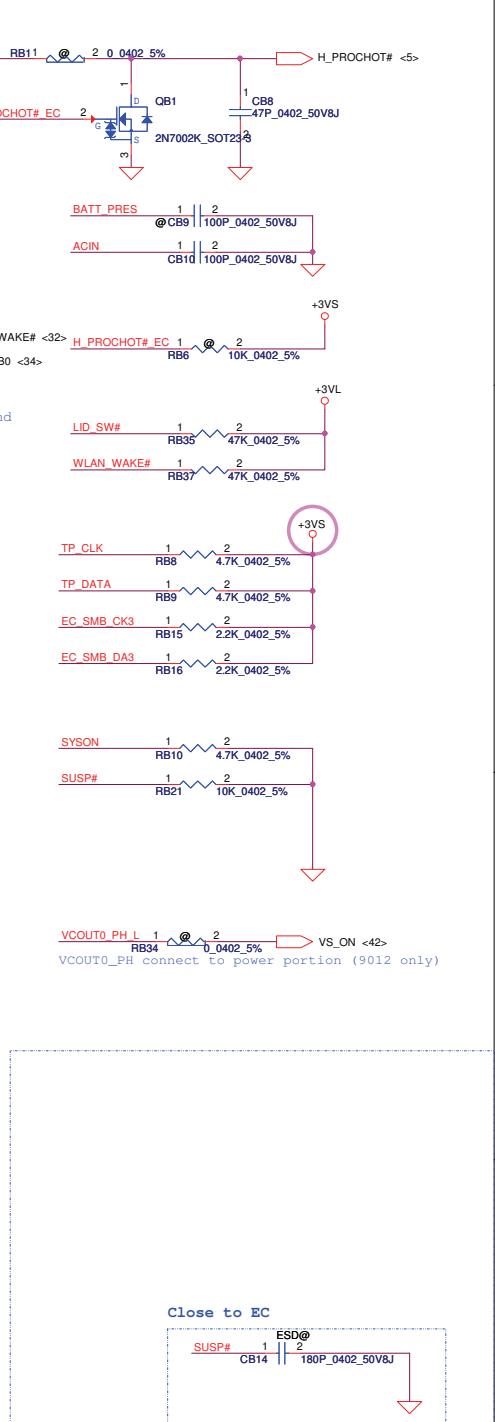 RB11 @ 2 0_0402_5%
H_PROCHOT# <5>
1
D
QB1
OCHOT#_EC 2
G
S
2N7002K_SOT23-3
3
1
CB8
47P_0402_50V8J
2
BATT_PRES 1 2
@ CB9 100P_0402_50V8J
ACIN 1 2
CB10 100P_0402_50V8J
+3VS
WAKE# <32>
H_PROCHOT#_EC 1 @ 2
RB6 10K_0402_5%
B0 <34>
+3VL
nd
LID_SW# 1 2
RB35 47K_0402_5%
WLAN_WAKE# 1 2
RB37 47K_0402_5%
+3VS
TP_CLK 1 2
RB8 4.7K_0402_5%
TP_DATA 1 2
RB9 4.7K_0402_5%
EC_SMB_CK3 1 2
RB15 2.2K_0402_5%
EC_SMB_DA3 1 2
RB16 2.2K_0402_5%
SYSON 1 2
RB10 4.7K_0402_5%
SUSP# 1 2
RB21 10K_0402_5%
VCOUT0_PH_L 1 @ 2
RB34 0_0402_5%
VS_ON <42>
VCOUT0_PH connect to power portion (9012 only)
Close to EC
ESD@
SUSP# 1 2
CB14 180P_0402_50V8J